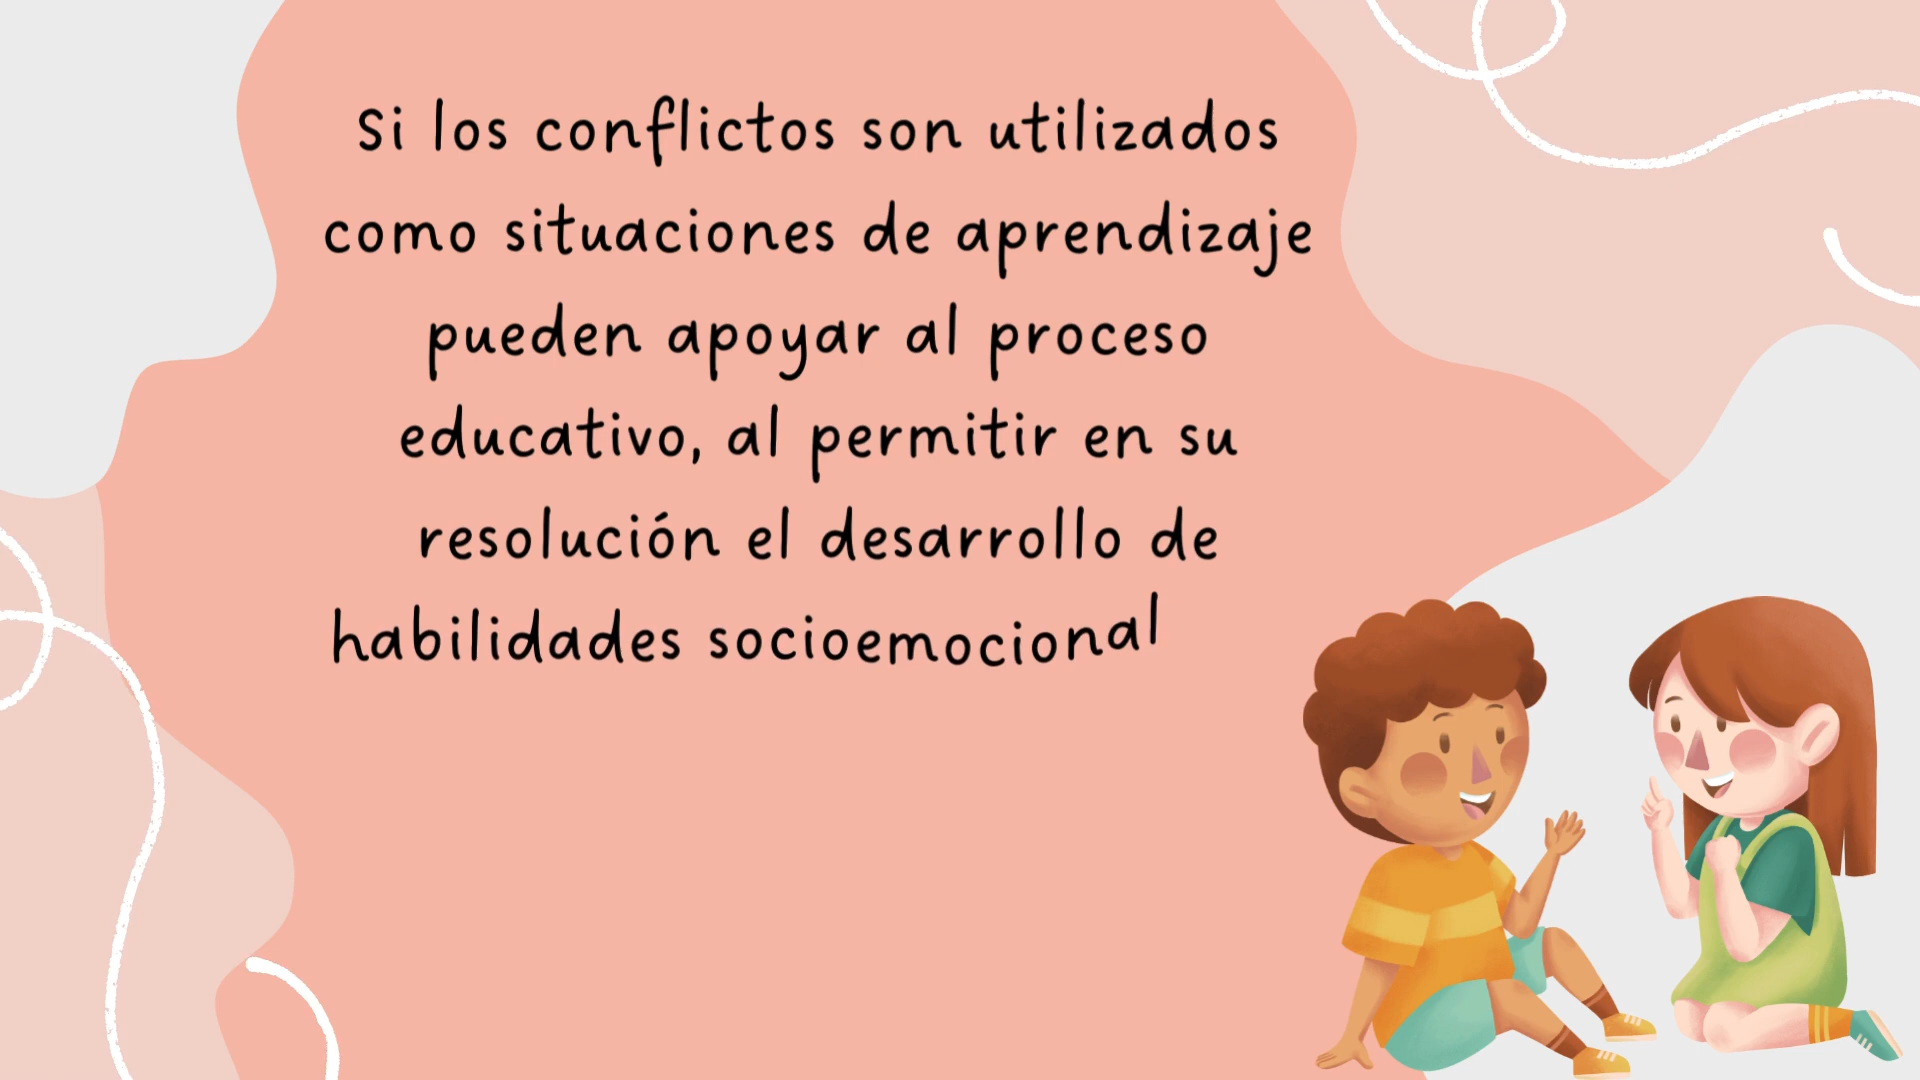 Si los conflictos son utilizados
como situaciones de aprendizaje
pueden apoyar al proceso
educativo, al permitir en su
resolución el desarrollo de
habilidades socioemocional